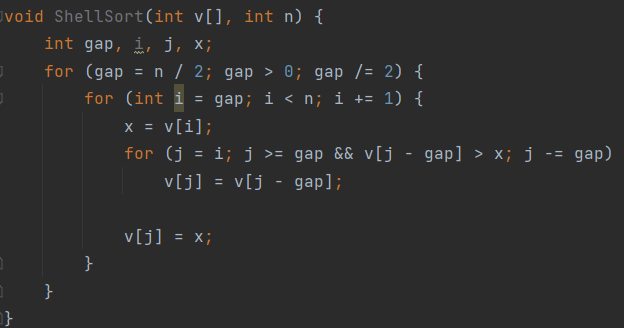 void ShellSort(int v[], int n) {
    int gap, i, j, x;
    for (gap = n / 2; gap > 0; gap /= 2) {
        for (int i = gap; i < n; i += 1) {
            x = v[i];
            for (j = i; j >= gap && v[j - gap] > x; j -= gap)
                v[j] = v[j - gap];

            v[j] = x;
        }
    }
}